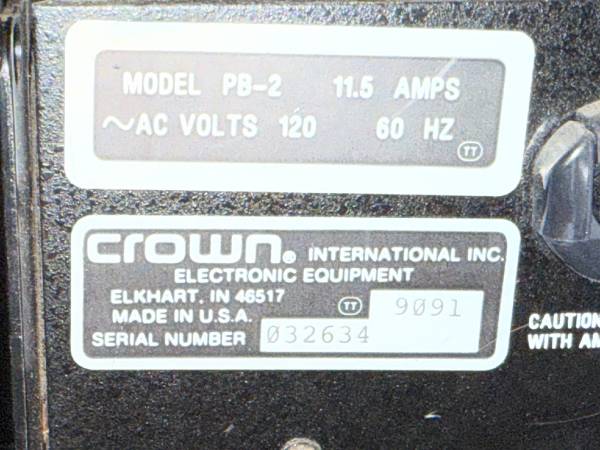 MODEL PB-2 11.5 AMPS
~AC VOLTS 120 60 HZ
TT
crown® INTERNATIONAL INC.
ELECTRONIC EQUIPMENT
ELKHART, IN 46517
MADE IN U.S.A. TT 9091
SERIAL NUMBER 032634
CAUTION
WITH AM